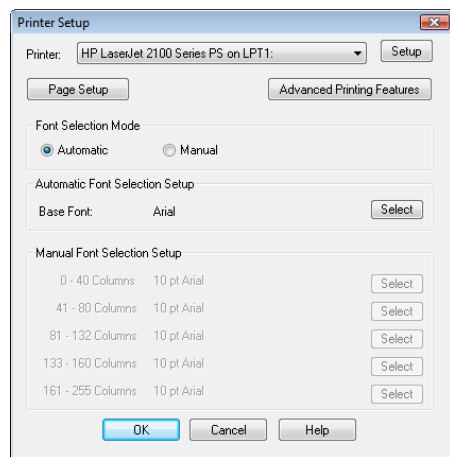 Printer Setup
Printer: HP LaserJet 2100 Series PS on LPT1: Setup
Page Setup Advanced Printing Features
Font Selection Mode
Automatic Manual
Automatic Font Selection Setup
Base Font: Arial Select
Manual Font Selection Setup
0 - 40 Columns 10 pt Arial Select
41 - 80 Columns 10 pt Arial Select
81 - 132 Columns 10 pt Arial Select
133 - 160 Columns 10 pt Arial Select
161 - 255 Columns 10 pt Arial Select
OK Cancel Help